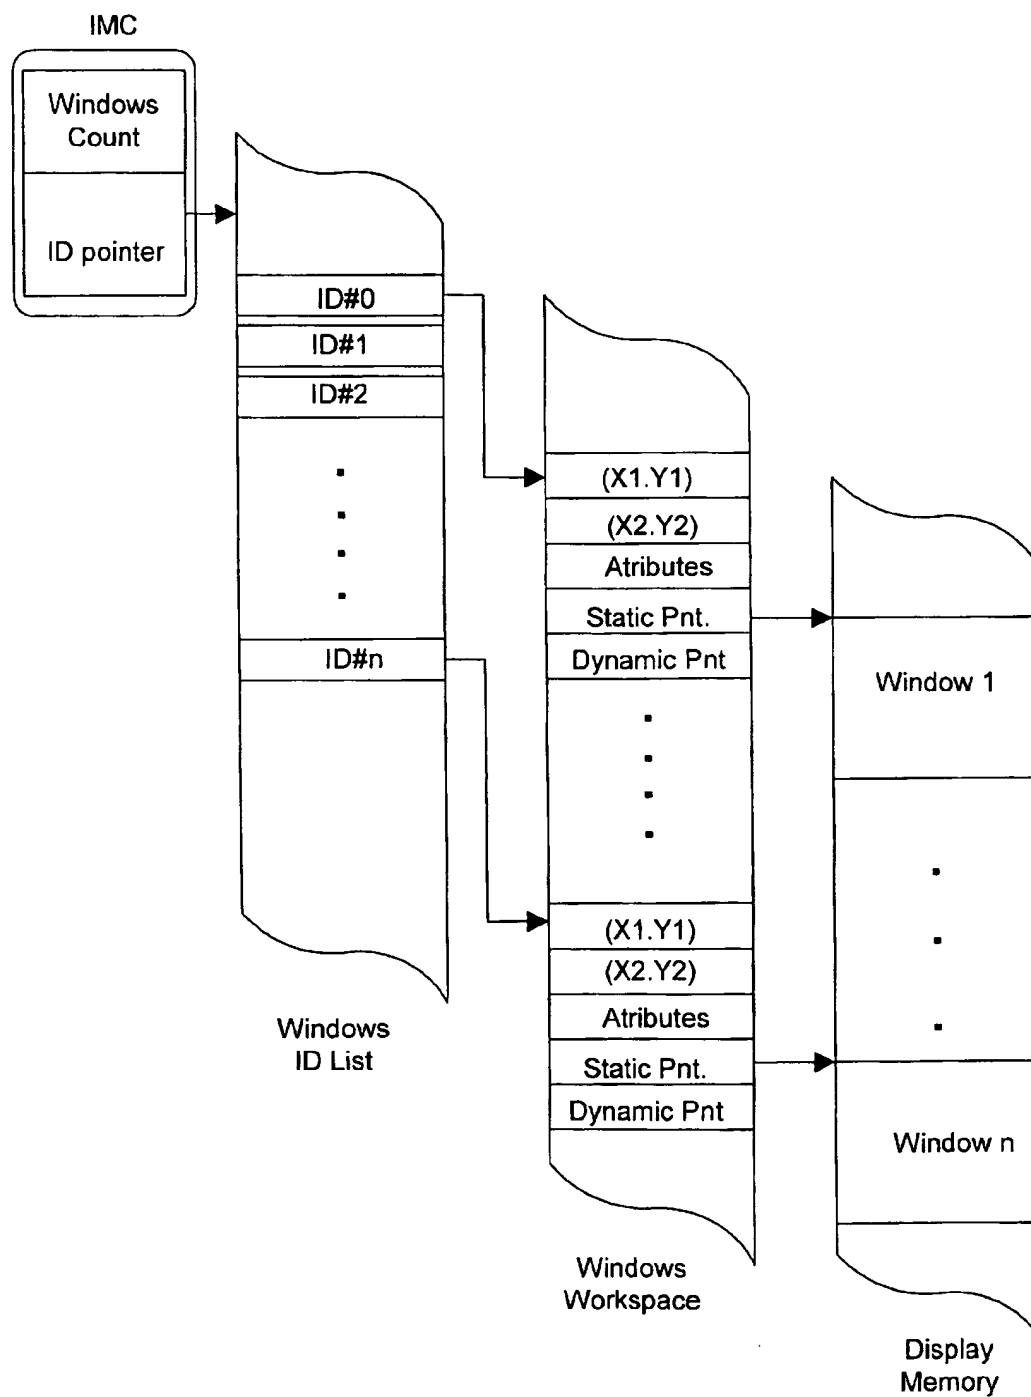 IMC
Windows
Count
ID pointer
ID#0
ID#1
ID#2
ID#n
Windows
ID List
(X1.Y1)
(X2.Y2)
Atributes
Static Pnt.
Dynamic Pnt
(X1.Y1)
(X2.Y2)
Atributes
Static Pnt.
Dynamic Pnt
Windows
Workspace
Window 1
Window n
Display
Memory